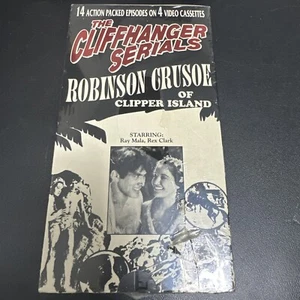 14 ACTION PACKED EPISODES ON 4 VIDEO CASSETTES
THE
CLIFFHANGER
SERIALS
ROBINSON CRUSOE
OF
CLIPPER ISLAND
STARRING:
Ray Mala, Rex Clark